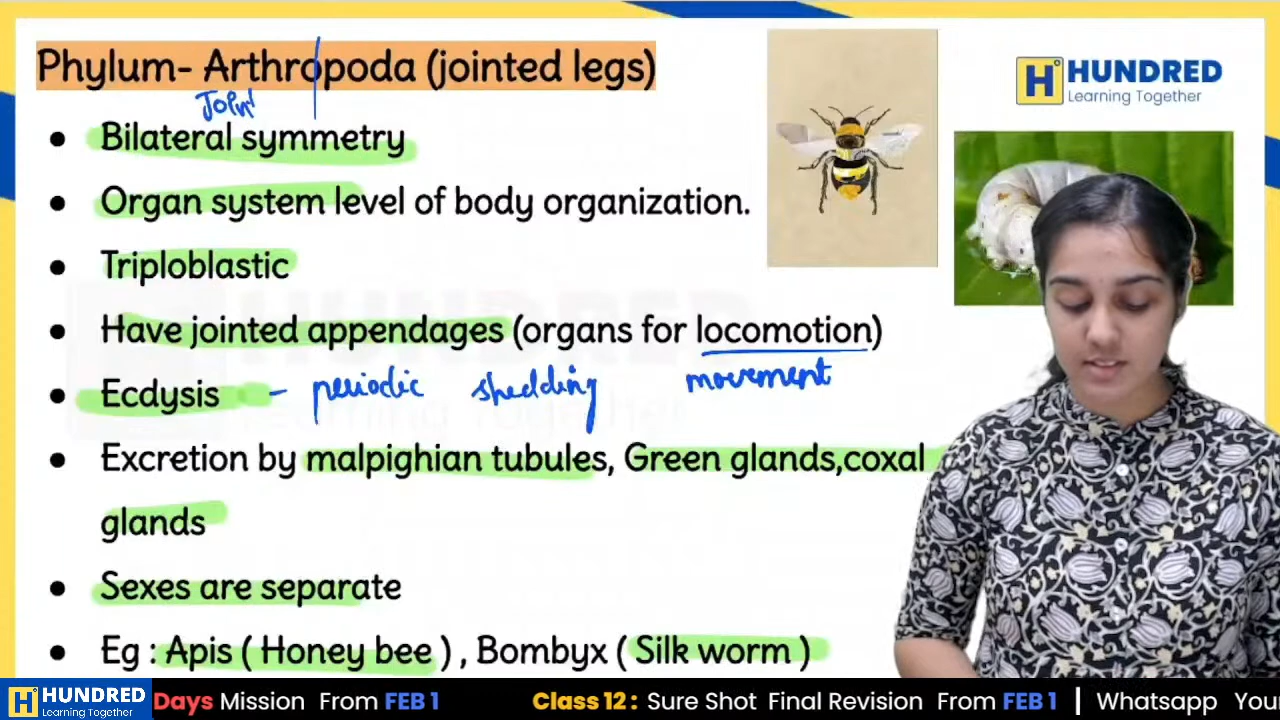 Phylum- Arthropoda (jointed legs)
Joint
HUNDRED
Learning Together
• Bilateral symmetry
• Organ system level of body organization.
• Triploblastic
• Have jointed appendages (organs for locomotion)
movement
• Ecdysis - periodic shedding
• Excretion by malpighian tubules, Green glands,coxal
glands
• Sexes are separate
• Eg : Apis ( Honey bee ) , Bombyx ( Silk worm )
HUNDRED
Learning Together
Days Mission From FEB 1 Class 12 : Sure Shot Final Revision From FEB 1 | Whatsapp You